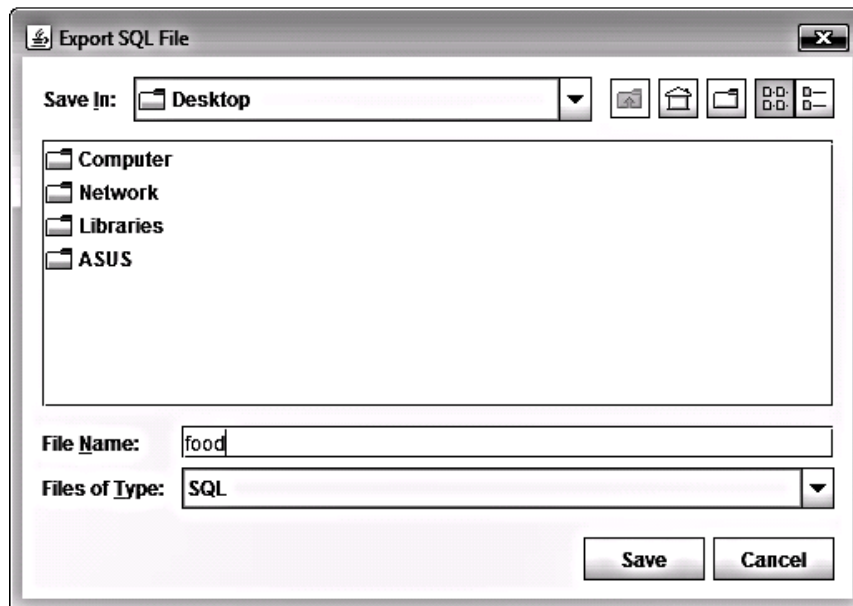 Export SQL File
Save In: Desktop
Computer
Network
Libraries
ASUS
File Name: food
Files of Type: SQL
Save Cancel